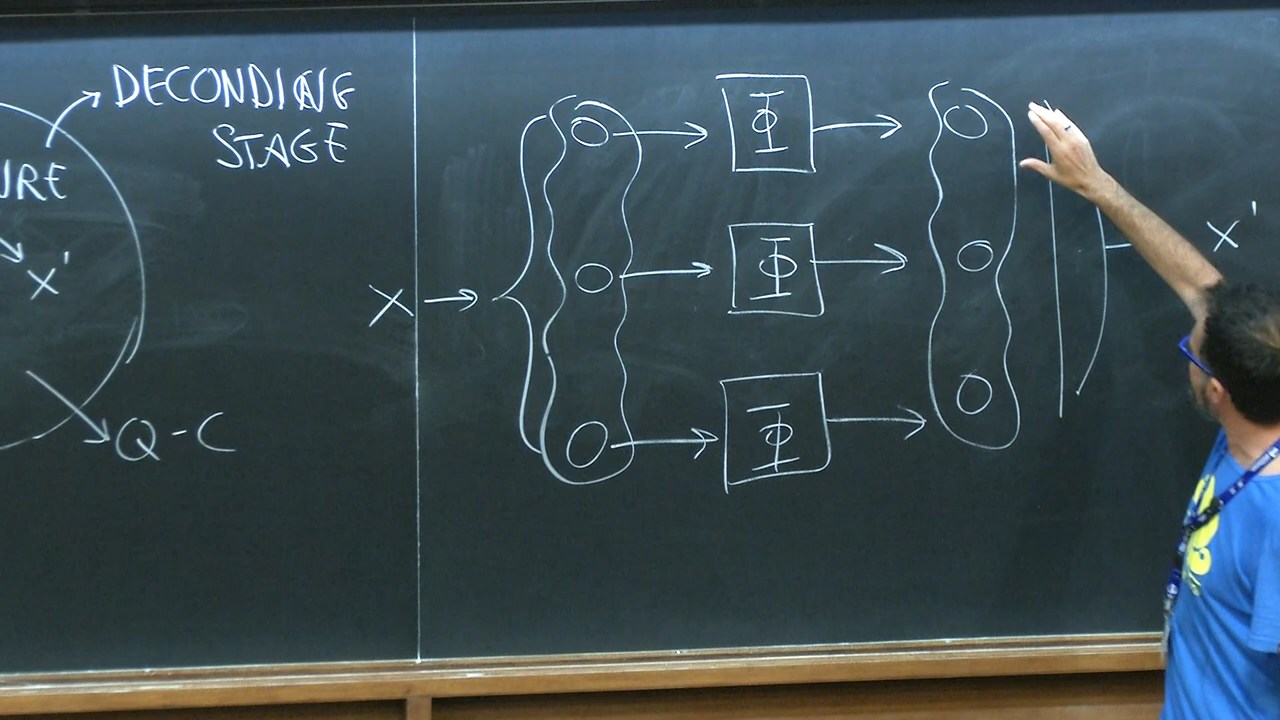 DECONDING
STAGE
URE
X'
Q-C
X
Φ
Φ
Φ
X'